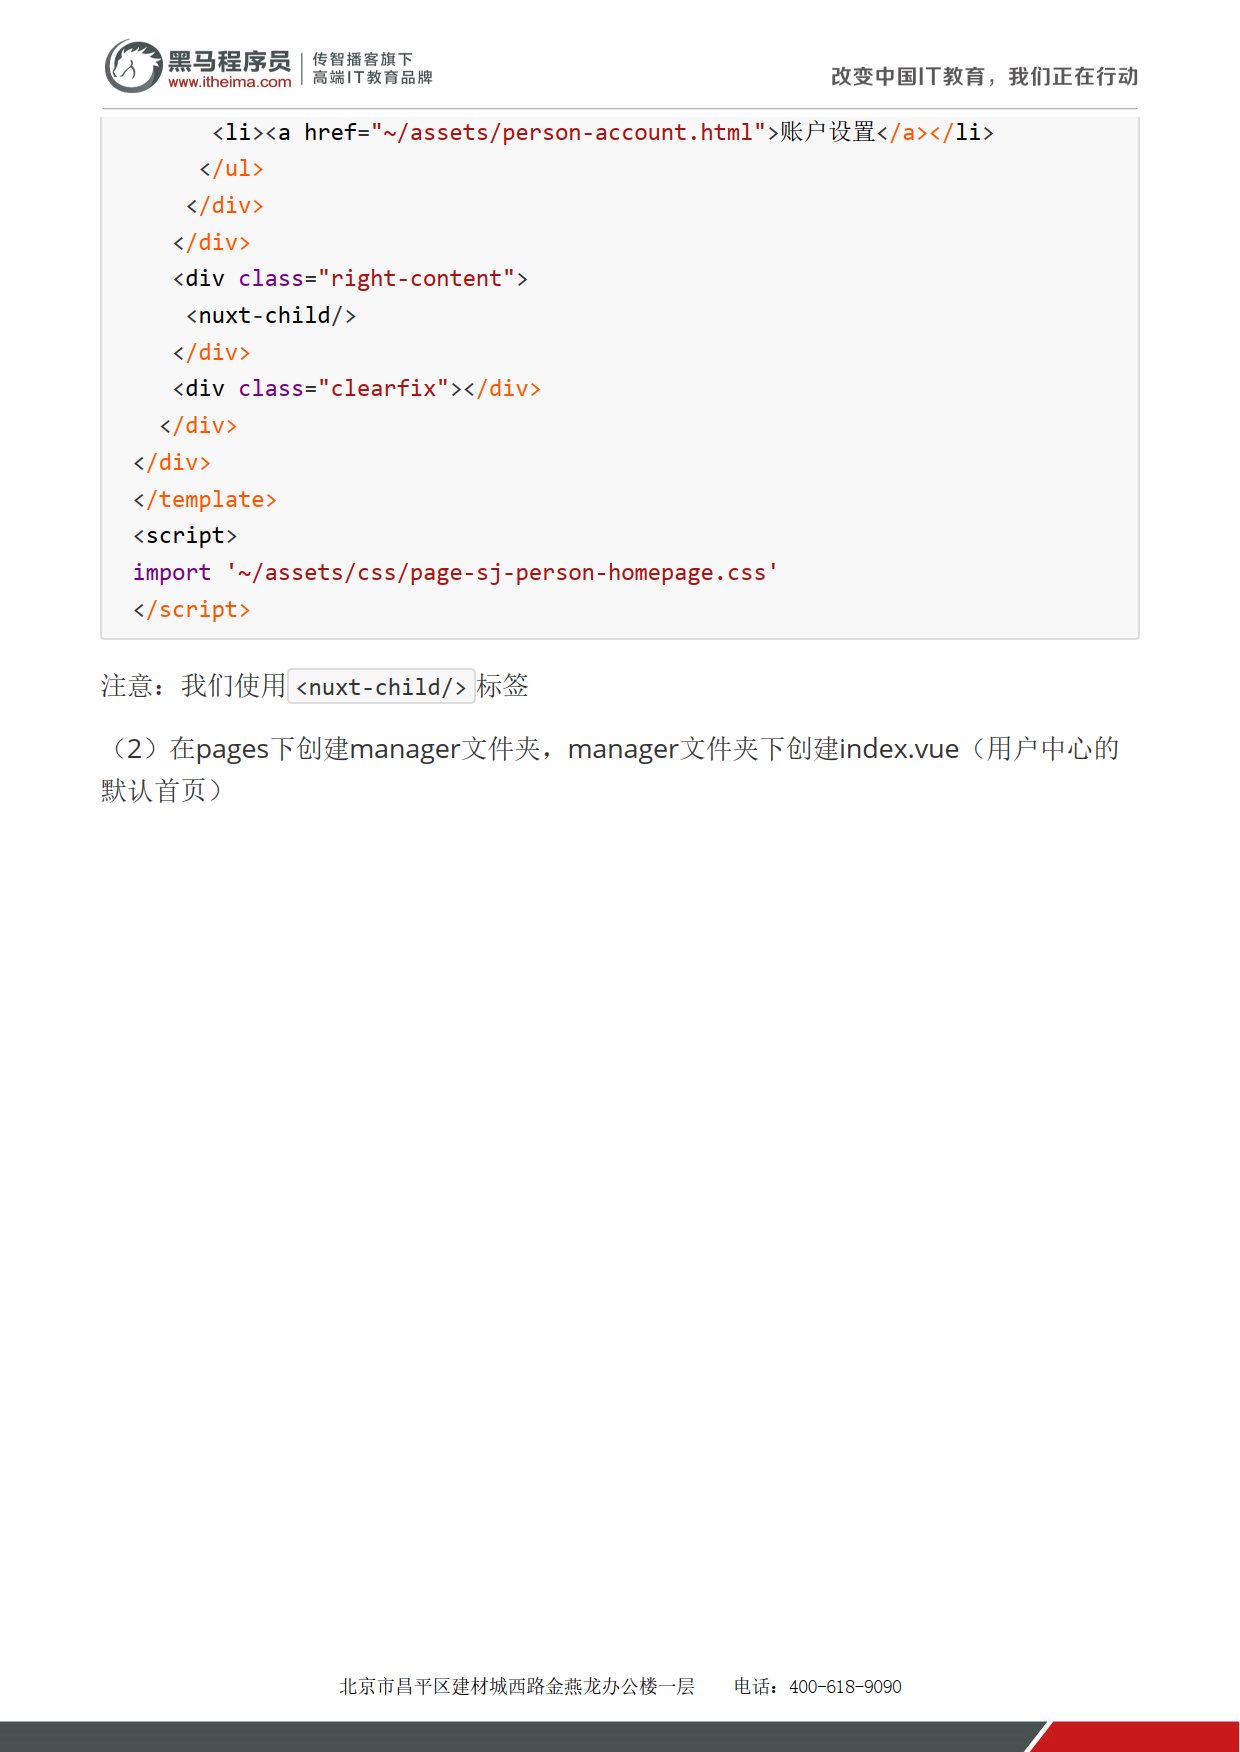 黑马程序员
www.itheima.com
传智播客旗下
高端IT教育品牌
改变中国IT教育，我们正在行动
<li><a href="~/assets/person-account.html">账户设置</a></li>
</ul>
</div>
</div>
<div class="right-content">
<nuxt-child/>
</div>
<div class="clearfix"></div>
</div>
</div>
</template>
<script>
import '~/assets/css/page-sj-person-homepage.css'
</script>
注意：我们使用<nuxt-child/>标签
（2）在pages下创建manager文件夹，manager文件夹下创建index.vue（用户中心的
默认首页）
北京市昌平区建材城西路金燕龙办公楼一层 电话：400-618-9090